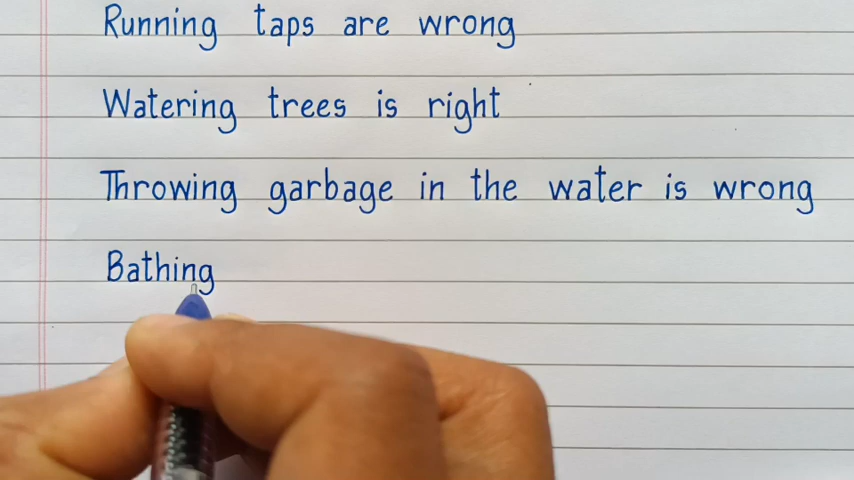 Running taps are wrong
Watering trees is right
Throwing garbage in the water is wrong
Bathing